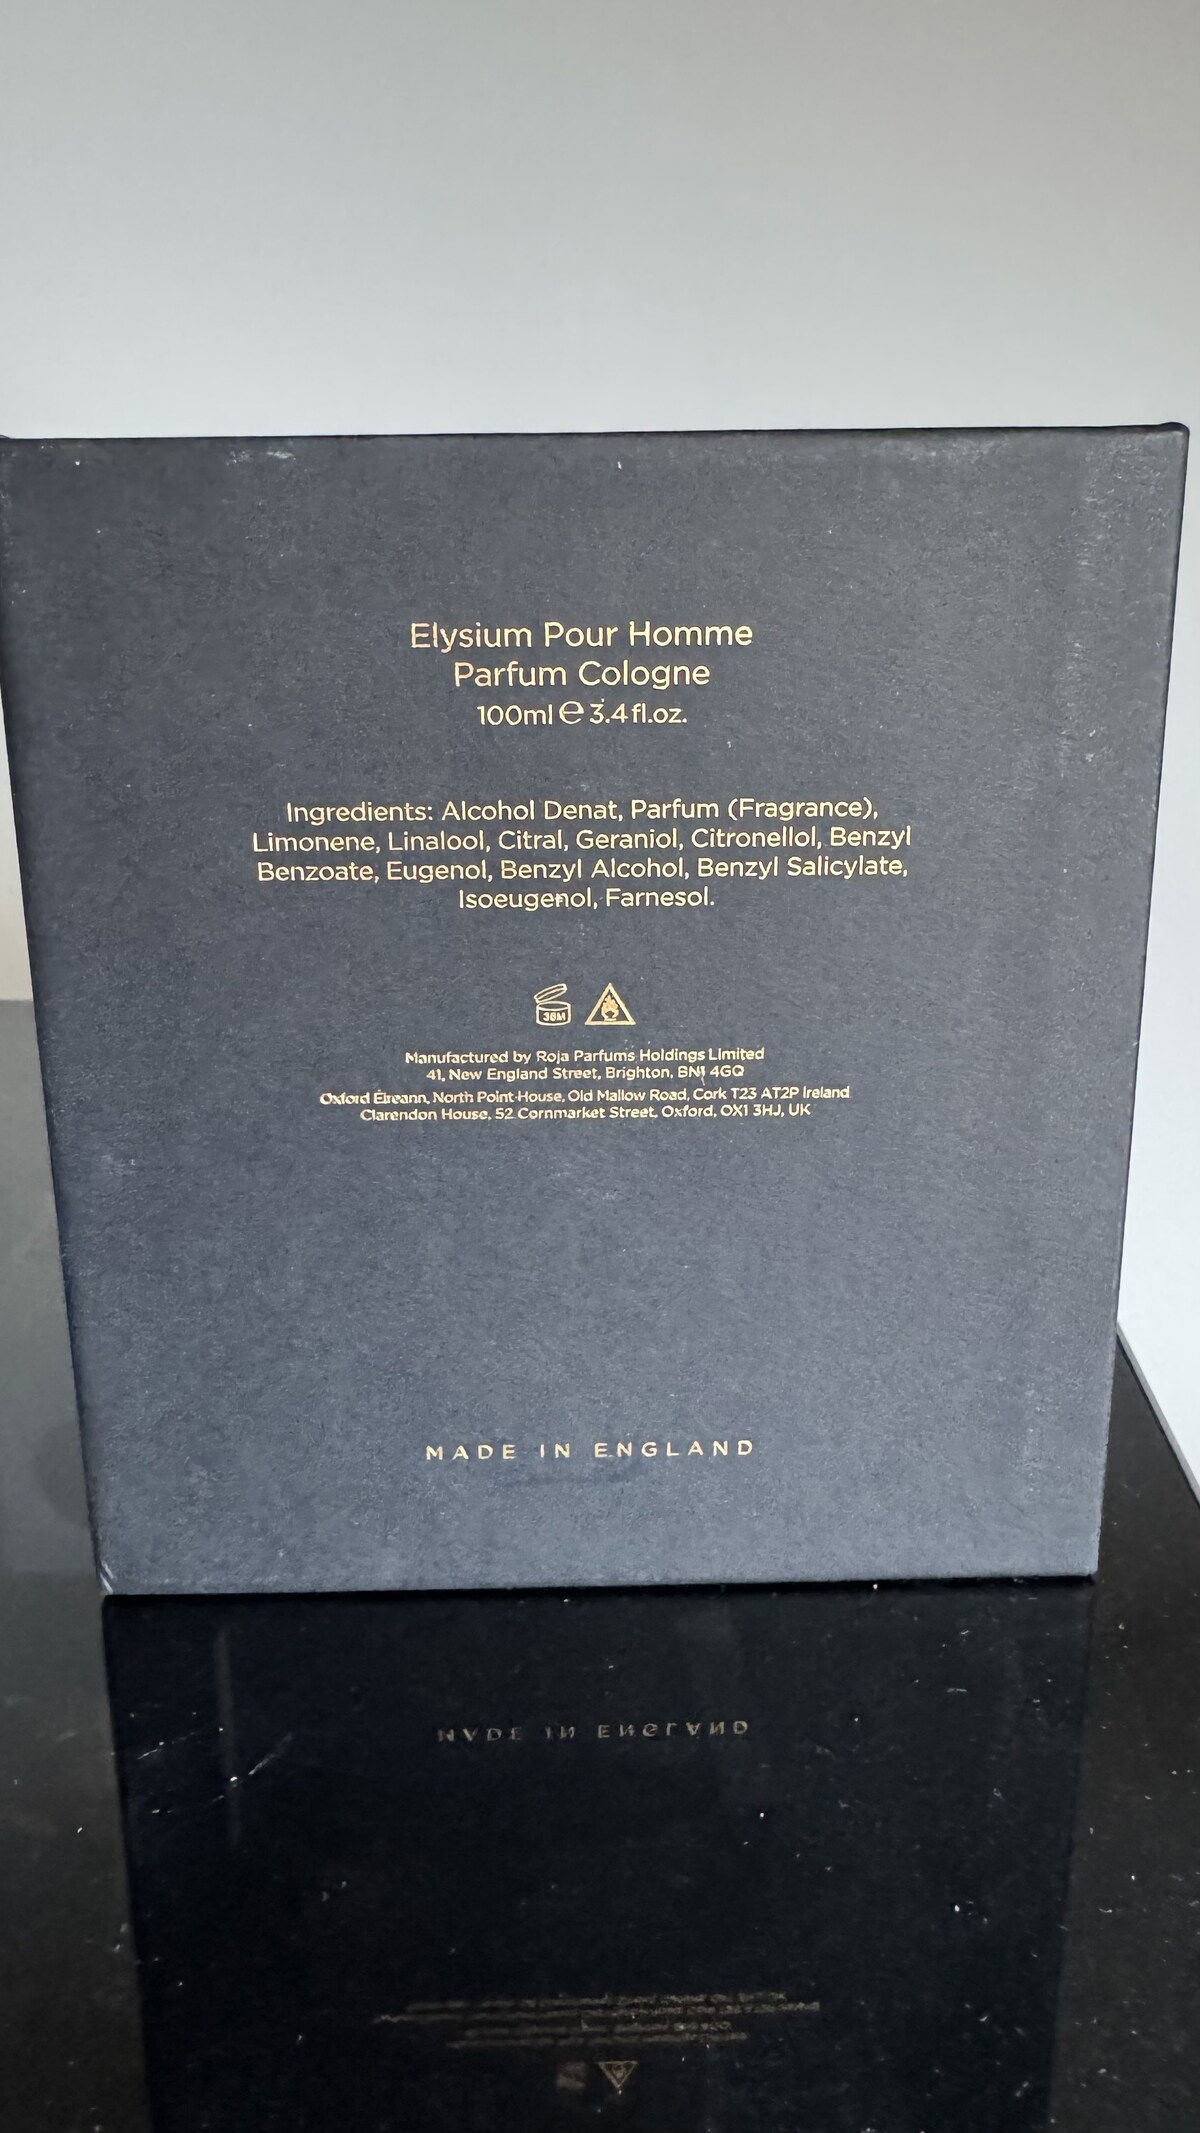 Elysium Pour Homme
Parfum Cologne
100ml ℮ 3.4fl.oz.
Ingredients: Alcohol Denat, Parfum (Fragrance),
Limonene, Linalool, Citral, Geraniol, Citronellol, Benzyl
Benzoate, Eugenol, Benzyl Alcohol, Benzyl Salicylate,
Isoeugenol, Farnesol.
36M
Manufactured by Roja Parfums Holdings Limited
41, New England Street, Brighton, BN1 4GQ
Oxford Éireann, North Point House, Old Mallow Road, Cork T23 AT2P Ireland
Clarendon House, 52 Cornmarket Street, Oxford, OX1 3HJ, UK
MADE IN ENGLAND